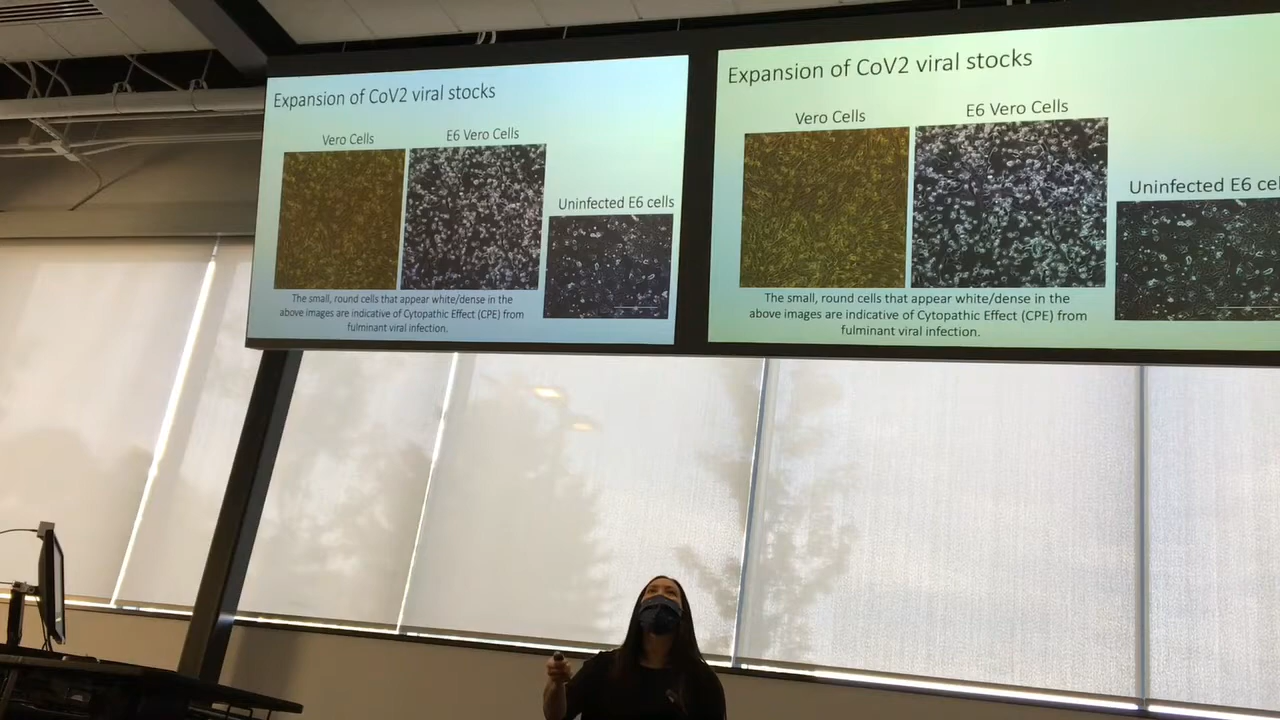 Expansion of CoV2 viral stocks
Vero Cells
E6 Vero Cells
Uninfected E6 cells
The small, round cells that appear white/dense in the
above images are indicative of Cytopathic Effect (CPE) from
fulminant viral infection.
Expansion of CoV2 viral stocks
Vero Cells
E6 Vero Cells
Uninfected E6 cel
The small, round cells that appear white/dense in the
above images are indicative of Cytopathic Effect (CPE) from
fulminant viral infection.